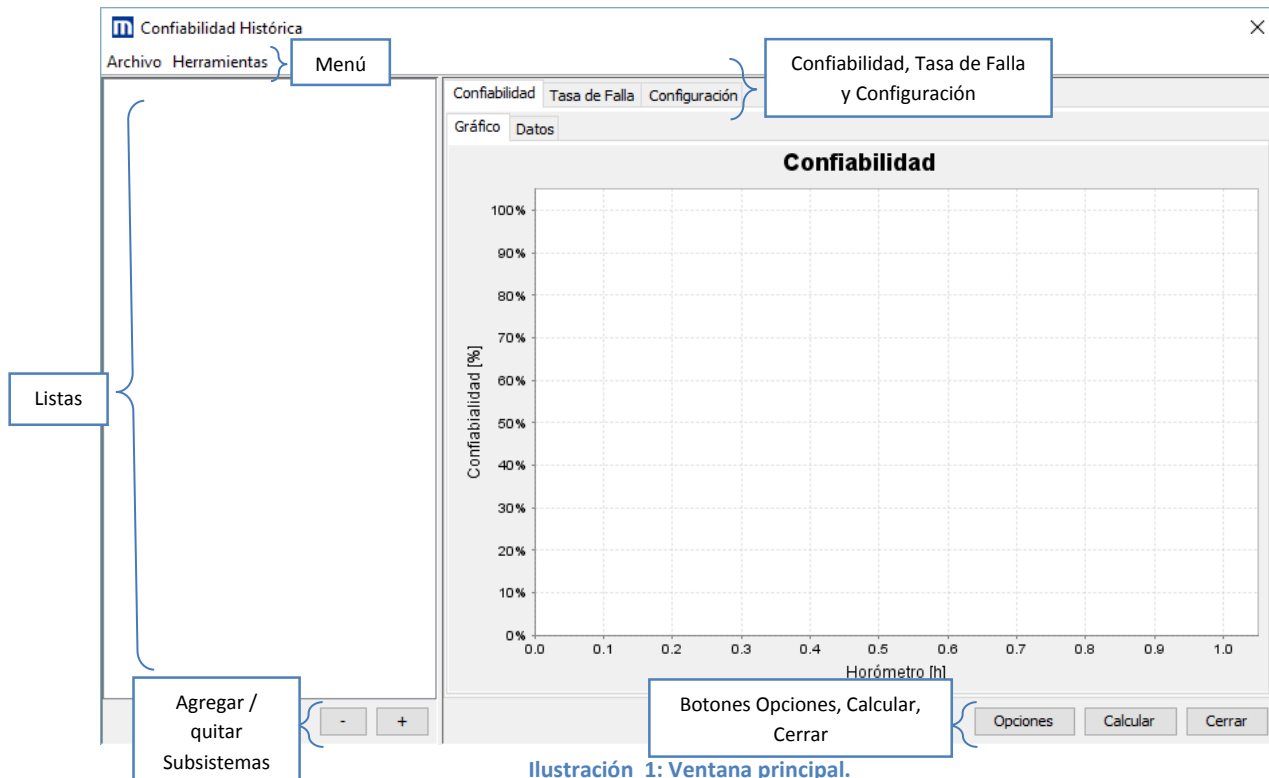 Confiabilidad Histórica
Archivo Herramientas
Menú
Confiabilidad, Tasa de Falla
y Configuración
Confiabilidad Tasa de Falla Configuración
Gráfico Datos
Confiabilidad
100%
90%
80%
70%
60%
50%
40%
30%
20%
10%
0%
Confiabialidad [%]
0.0 0.1 0.2 0.3 0.4 0.5 0.6 0.7 0.8 0.9 1.0
Horómetro [h]
Listas
Agregar /
quitar
Subsistemas
- +
Botones Opciones, Calcular,
Cerrar
Opciones Calcular Cerrar
Ilustración 1: Ventana principal.